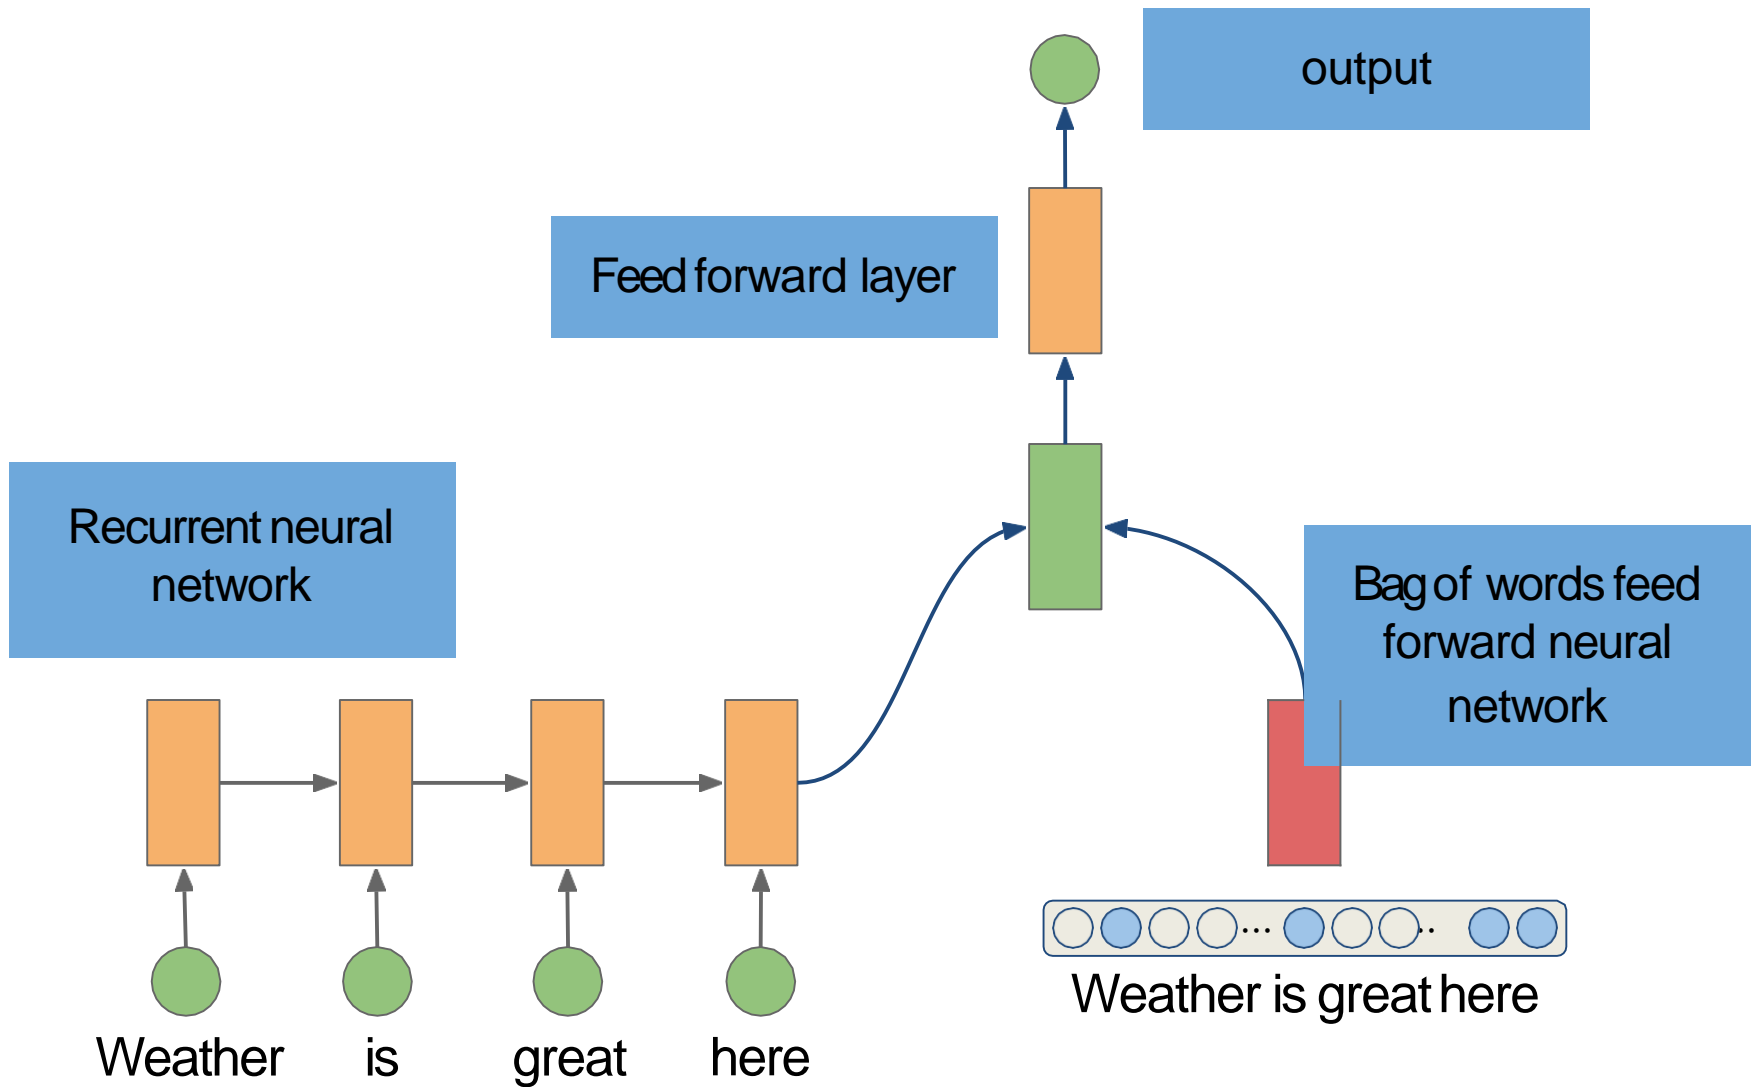 output
Feed forward layer
Recurrent neural
network
Bag of words feed
forward neural
network
...
..
Weather is great here
Weather is great here